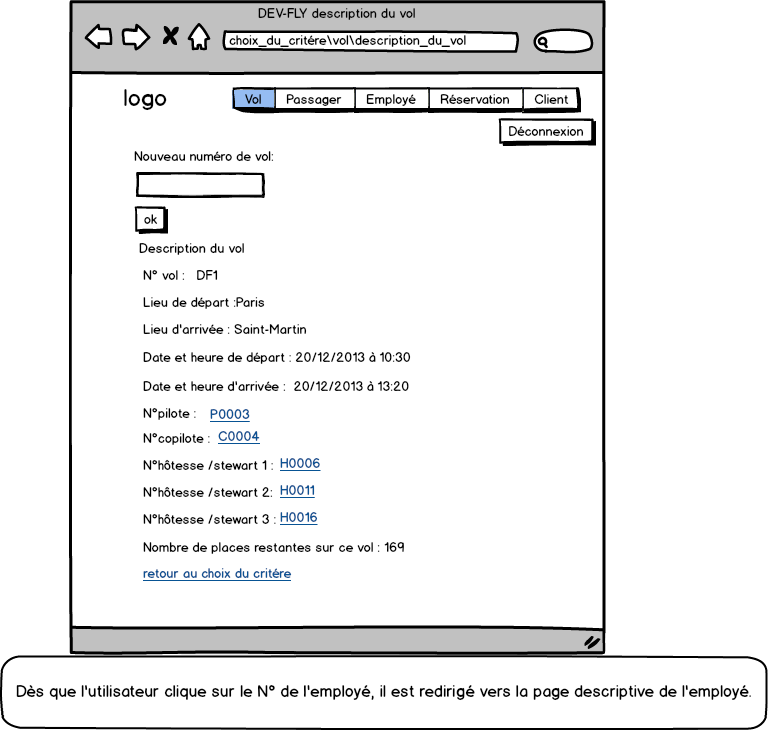 DEV-FLY description du vol
choix_du_critére\vol\description_du_vol
logo
Vol Passager Employé Réservation Client
Déconnexion
Nouveau numéro de vol:
ok
Description du vol
N° vol : DF1
Lieu de départ :Paris
Lieu d'arrivée : Saint-Martin
Date et heure de départ : 20/12/2013 à 10:30
Date et heure d'arrivée : 20/12/2013 à 13:20
N°pilote : P0003
N°copilote : C0004
N°hôtesse /stewart 1 : H0006
N°hôtesse /stewart 2: H0011
N°hôtesse /stewart 3 : H0016
Nombre de places restantes sur ce vol : 169
retour au choix du critére
Dès que l'utilisateur clique sur le N° de l'employé, il est redirigé vers la page descriptive de l'employé.